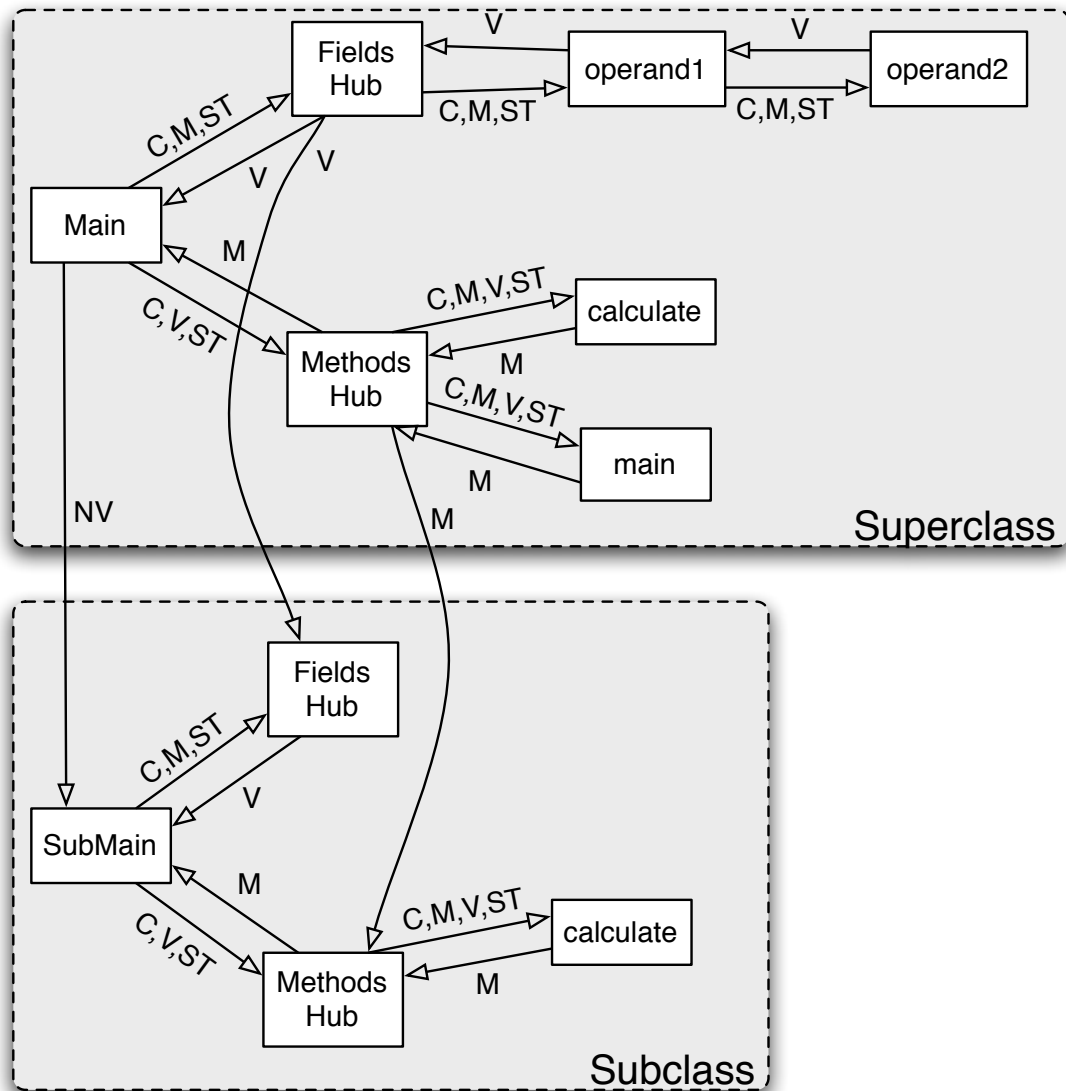 V
V
Fields
Hub
operand1
operand2
C,M,ST
C,M,ST
C,M,ST
V
V
Main
M
C,V,ST
C,M,V,ST
calculate
Methods
Hub
M
C,M,V,ST
main
M
NV
M
Superclass
Fields
Hub
C,M,ST
V
SubMain
M
C,V,ST
C,M,V,ST
calculate
Methods
Hub
M
Subclass